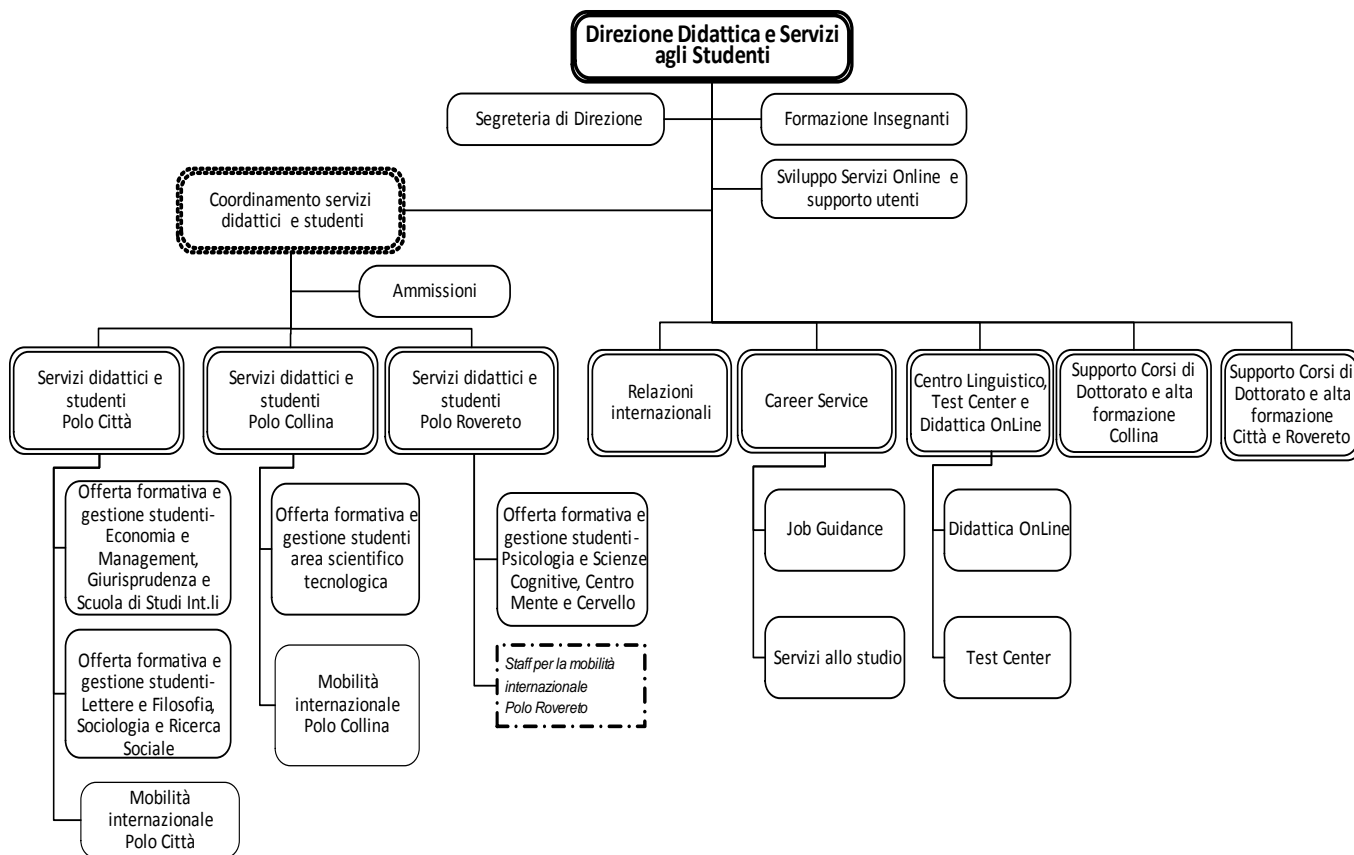 Direzione Didattica e Servizi
agli Studenti
Segreteria di Direzione
Formazione Insegnanti
Sviluppo Servizi Online e
supporto utenti
Coordinamento servizi
didattici e studenti
Ammissioni
Servizi didattici e
studenti
Polo Città
Servizi didattici e
studenti
Polo Collina
Servizi didattici e
studenti
Polo Rovereto
Relazioni
internazionali
Career Service
Centro Linguistico,
Test Center e
Didattica OnLine
Supporto Corsi di
Dottorato e alta
formazione
Collina
Supporto Corsi di
Dottorato e alta
formazione
Città e Rovereto
Offerta formativa e
gestione studenti-
Economia e
Management,
Giurisprudenza e
Scuola di Studi Int.li
Offerta formativa e
gestione studenti
area scientifico
tecnologica
Offerta formativa e
gestione studenti-
Psicologia e Scienze
Cognitive, Centro
Mente e Cervello
Job Guidance
Didattica OnLine
Offerta formativa e
gestione studenti-
Lettere e Filosofia,
Sociologia e Ricerca
Sociale
Mobilità
internazionale
Polo Collina
Staff per la mobilità
internazionale
Polo Rovereto
Servizi allo studio
Test Center
Mobilità
internazionale
Polo Città